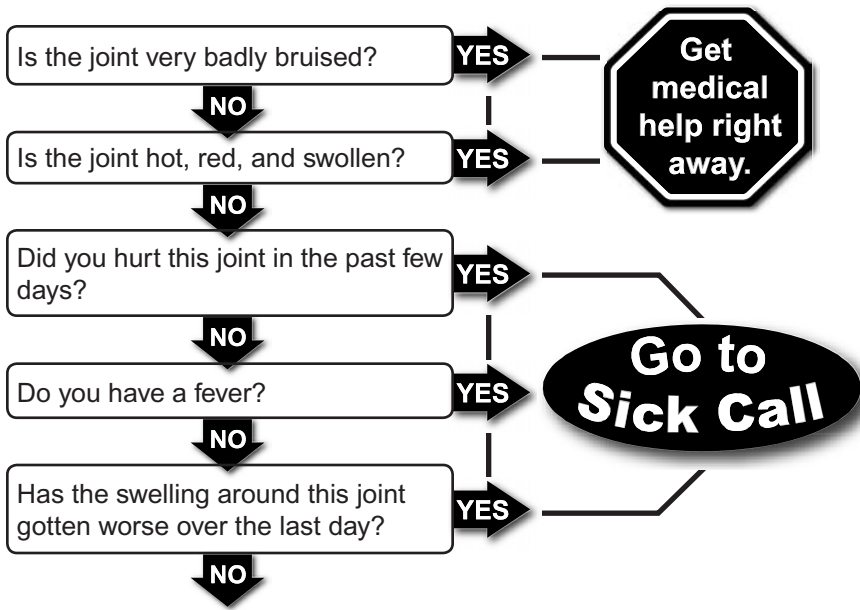 Is the joint very badly bruised?
YES
Get
medical
help right
away.
NO
Is the joint hot, red, and swollen?
YES
NO
Did you hurt this joint in the past few
days?
YES
NO
Go to
Sick Call
Do you have a fever?
YES
NO
Has the swelling around this joint
gotten worse over the last day?
YES
NO